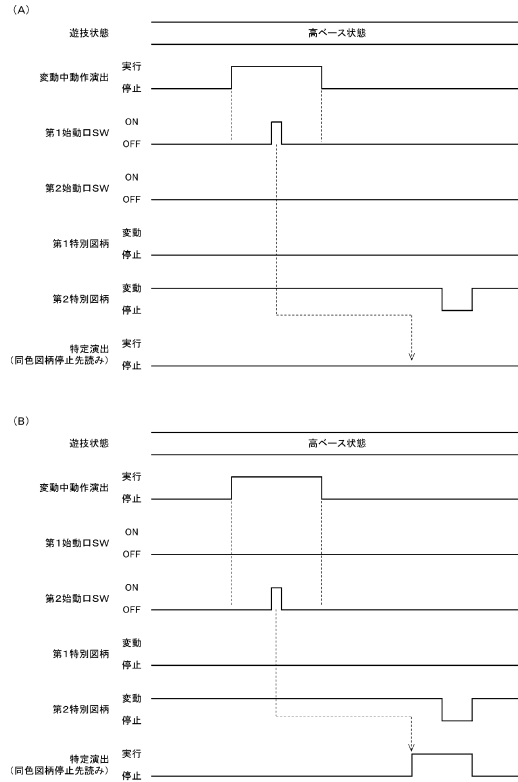 (A)
遊技状態 高ベース状態
変動中動作演出 実行
停止
第1始動口SW ON
OFF
第2始動口SW ON
OFF
第1特別図柄 変動
停止
第2特別図柄 変動
停止
特定演出
(同色図柄停止先読み) 実行
停止
(B)
遊技状態 高ベース状態
変動中動作演出 実行
停止
第1始動口SW ON
OFF
第2始動口SW ON
OFF
第1特別図柄 変動
停止
第2特別図柄 変動
停止
特定演出
(同色図柄停止先読み) 実行
停止